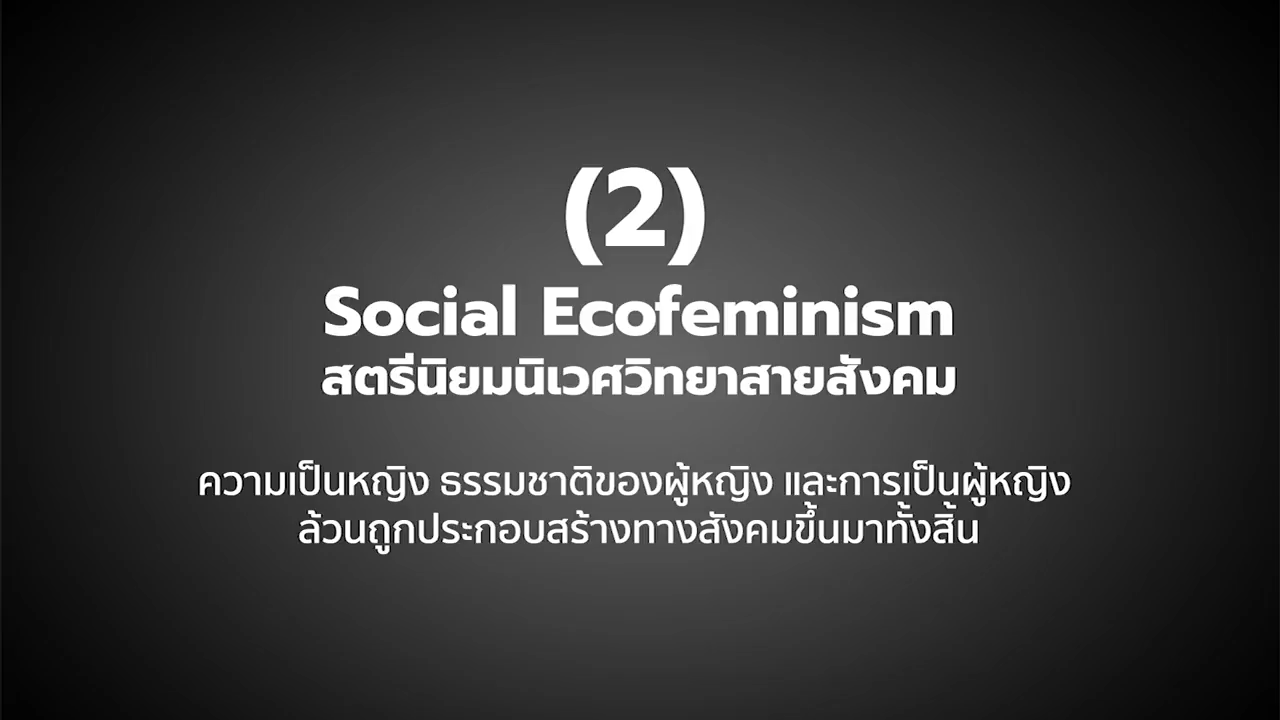 (2)
Social Ecofeminism
สตรีนิยมนิเวศวิทยาสายสังคม
ความเป็นหญิง ธรรมชาติของผู้หญิง และการเป็นผู้หญิง
ล้วนถูกประกอบสร้างทางสังคมขึ้นมาทั้งสิ้น